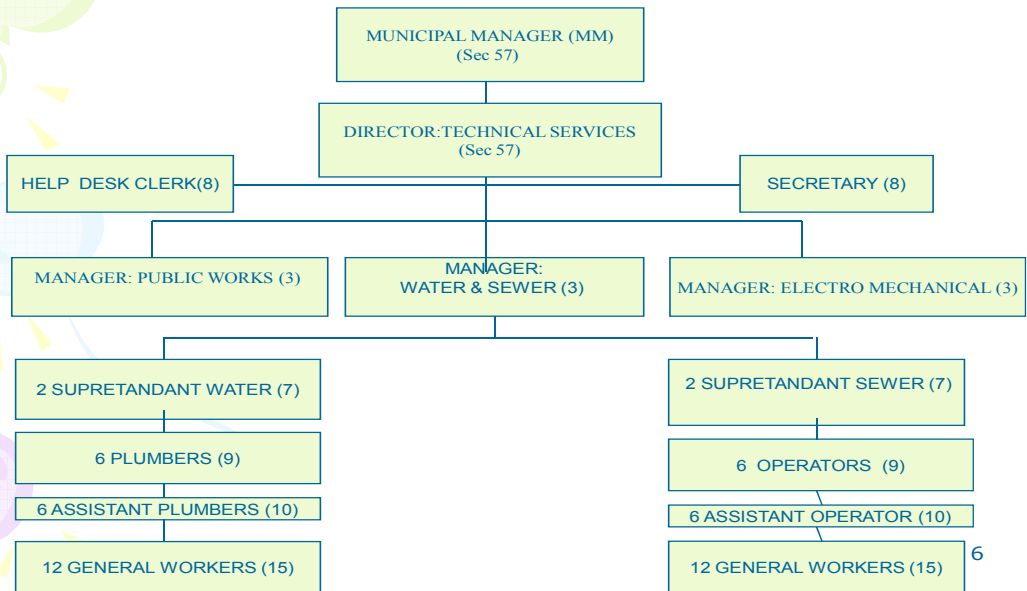 MUNICIPAL MANAGER (MM)
(Sec 57)
DIRECTOR:TECHNICAL SERVICES
(Sec 57)
HELP DESK CLERK(8)
SECRETARY (8)
MANAGER: PUBLIC WORKS (3)
MANAGER:
WATER & SEWER (3)
MANAGER: ELECTRO MECHANICAL (3)
2 SUPRETANDANT WATER (7)
2 SUPRETANDANT SEWER (7)
6 PLUMBERS (9)
6 OPERATORS (9)
6 ASSISTANT PLUMBERS (10)
6 ASSISTANT OPERATOR (10)
12 GENERAL WORKERS (15)
12 GENERAL WORKERS (15)
6